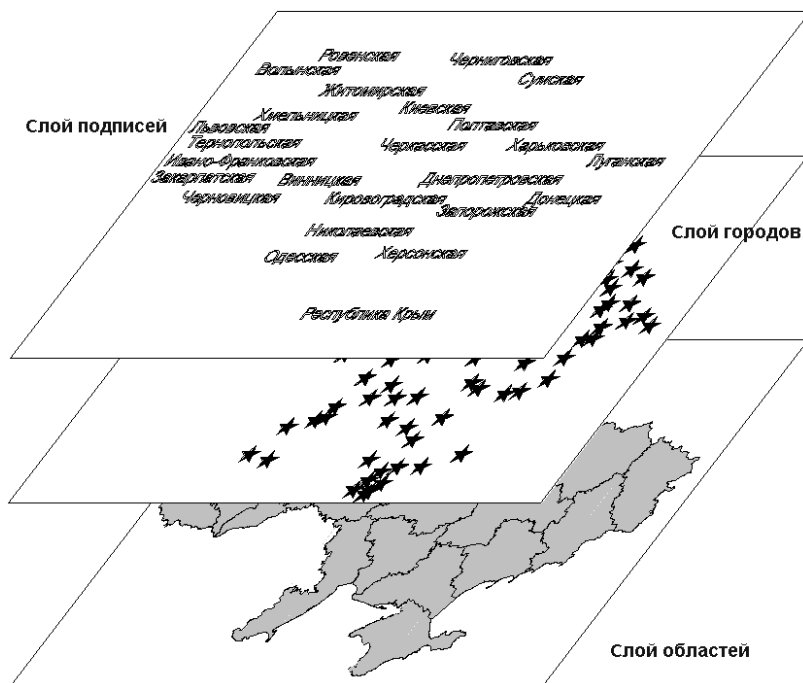 Ровенская
Черниговская
Волынская
Сумская
Житомирская
Киевская
Хмельницкая
Слой подписей
Львовская
Полтавская
Тернопольская
Черкасская
Харьковская
Ивано-Франковская
Луганская
Закарпатская
Винницкая
Днепропетровская
Черновицкая
Кировоградская
Донецкая
Запорожская
Николаевская
Слой городов
Одесская
Херсонская
Республика Крым
Слой областей